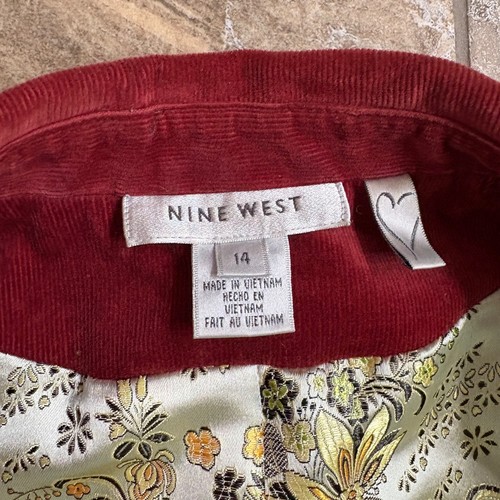 NINE WEST
14
MADE IN VIETNAM
HECHO EN
VIETNAM
FAIT AU VIETNAM